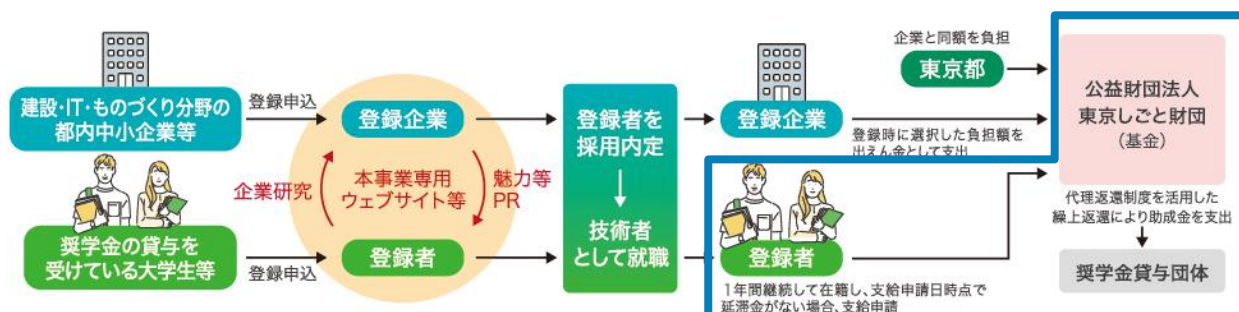 建設・IT・ものづくり分野の
都内中小企業等
奨学金の貸与を
受けている大学生等
登録申込
登録申込
登録企業
企業研究
本事業専用
ウェブサイト等
魅力等
PR
登録者
登録者を
採用内定
技術者
として就職
登録企業
企業と同額を負担
東京都
登録時に選択した負担額を
出えん金として支出
登録者
1年間継続して在籍し、支給申請日時点で
延滞金がない場合、支給申請
公益財団法人
東京しごと財団
(基金)
代理返還制度を活用した
繰上返還により助成金を支出
奨学金貸与団体